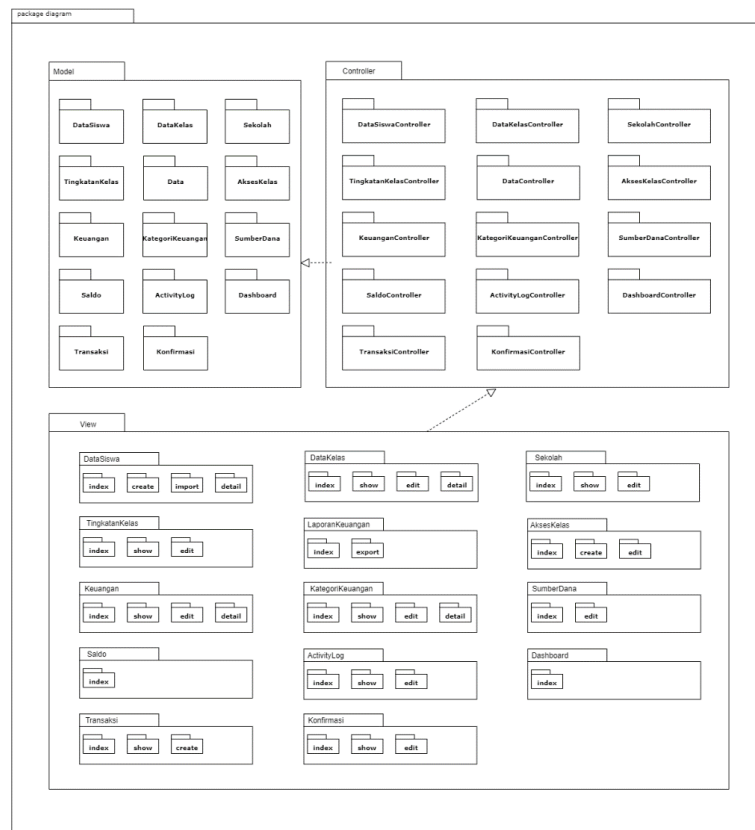 package diagram
Model
DataSiswa
DataKelas
Sekolah
TingkatanKelas
Data
AksesKelas
Keuangan
KategoriKeuangan
SumberDana
Saldo
ActivityLog
Dashboard
Transaksi
Konfirmasi
Controller
DataSiswaController
DataKelasController
SekolahController
TingkatanKelasController
DataController
AksesKelasController
KeuanganController
KategoriKeuanganController
SumberDanaController
SaldoController
ActivityLogController
DashboardController
TransaksiController
KonfirmasiController
View
DataSiswa
index
create
import
detail
DataKelas
index
show
edit
detail
Sekolah
index
show
edit
TingkatanKelas
index
show
edit
LaporanKeuangan
index
export
AksesKelas
index
create
edit
Keuangan
index
show
edit
detail
KategoriKeuangan
index
show
edit
detail
SumberDana
index
edit
Saldo
index
ActivityLog
index
show
edit
Dashboard
index
Transaksi
index
show
create
Konfirmasi
index
show
edit